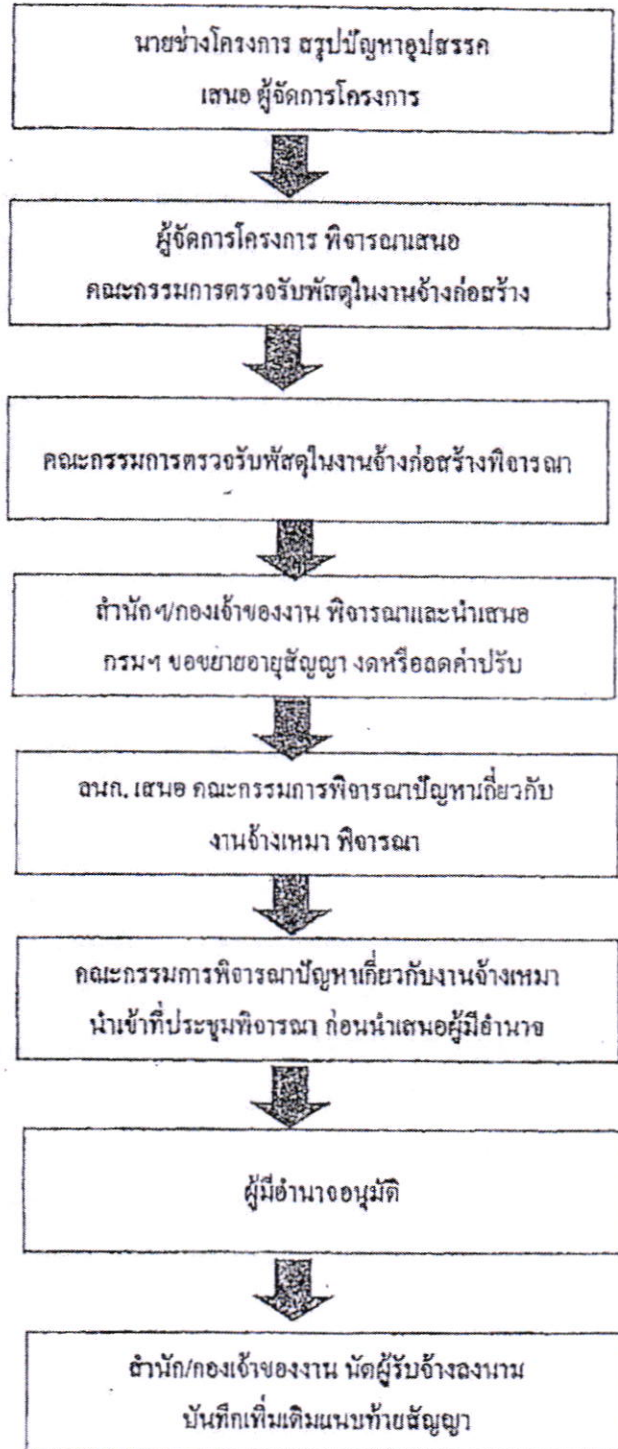 นายช่างโครงการ สรุปปัญหาอุปสรรค
เสนอ ผู้จัดการโครงการ
ผู้จัดการโครงการ พิจารณาเสนอ
คณะกรรมการตรวจรับพัสดุในงานจ้างก่อสร้าง
คณะกรรมการตรวจรับพัสดุในงานจ้างก่อสร้างพิจารณา
สำนักฯ/กองเจ้าของงาน พิจารณาและนำเสนอ
กรมฯ ขอขยายอายุสัญญา งดหรือลดค่าปรับ
ลนก. เสนอ คณะกรรมการพิจารณาปัญหาเกี่ยวกับ
งานจ้างเหมา พิจารณา
คณะกรรมการพิจารณาปัญหาเกี่ยวกับงานจ้างเหมา
นำเข้าที่ประชุมพิจารณา ก่อนนำเสนอผู้มีอำนาจ
ผู้มีอำนาจอนุมัติ
สำนัก/กองเจ้าของงาน นัดผู้รับจ้างลงนาม
บันทึกเพิ่มเติมแนบท้ายสัญญา